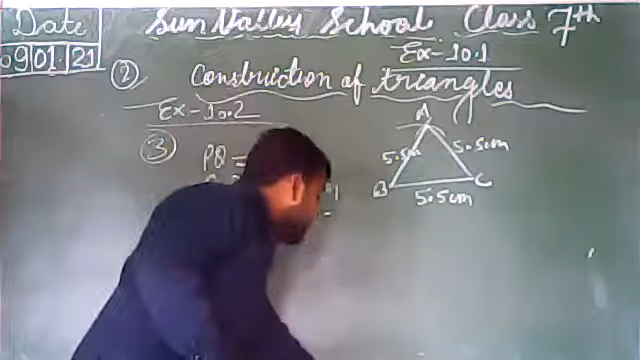 Date
09 01 21
Sun Valley School Class 7th
Ex-10.1
② Construction of triangles
Ex-10.2
③ PQ =
A
5.5cm 5.5cm
B C
5.5cm